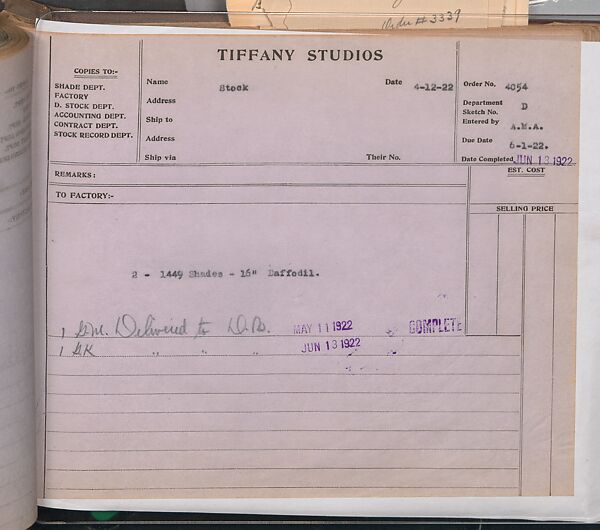 Order #3339
TIFFANY STUDIOS
COPIES TO:-
SHADE DEPT.
FACTORY
D. STOCK DEPT.
ACCOUNTING DEPT.
CONTRACT DEPT.
STOCK RECORD DEPT.
Name Stock Date 4-12-22
Address
Ship to
Address
Ship via Their No.
Order No. 4054
Department D
Sketch No.
Entered by A.M.A.
Due Date 6-1-22.
Date Completed JUN 13 1922
REMARKS:
EST. COST
TO FACTORY:-
SELLING PRICE
2 - 1449 Shades - 16" Daffodil.
1 Delivered to MAY 11 1922 COMPLETE
1 G.K " " " JUN 13 1922